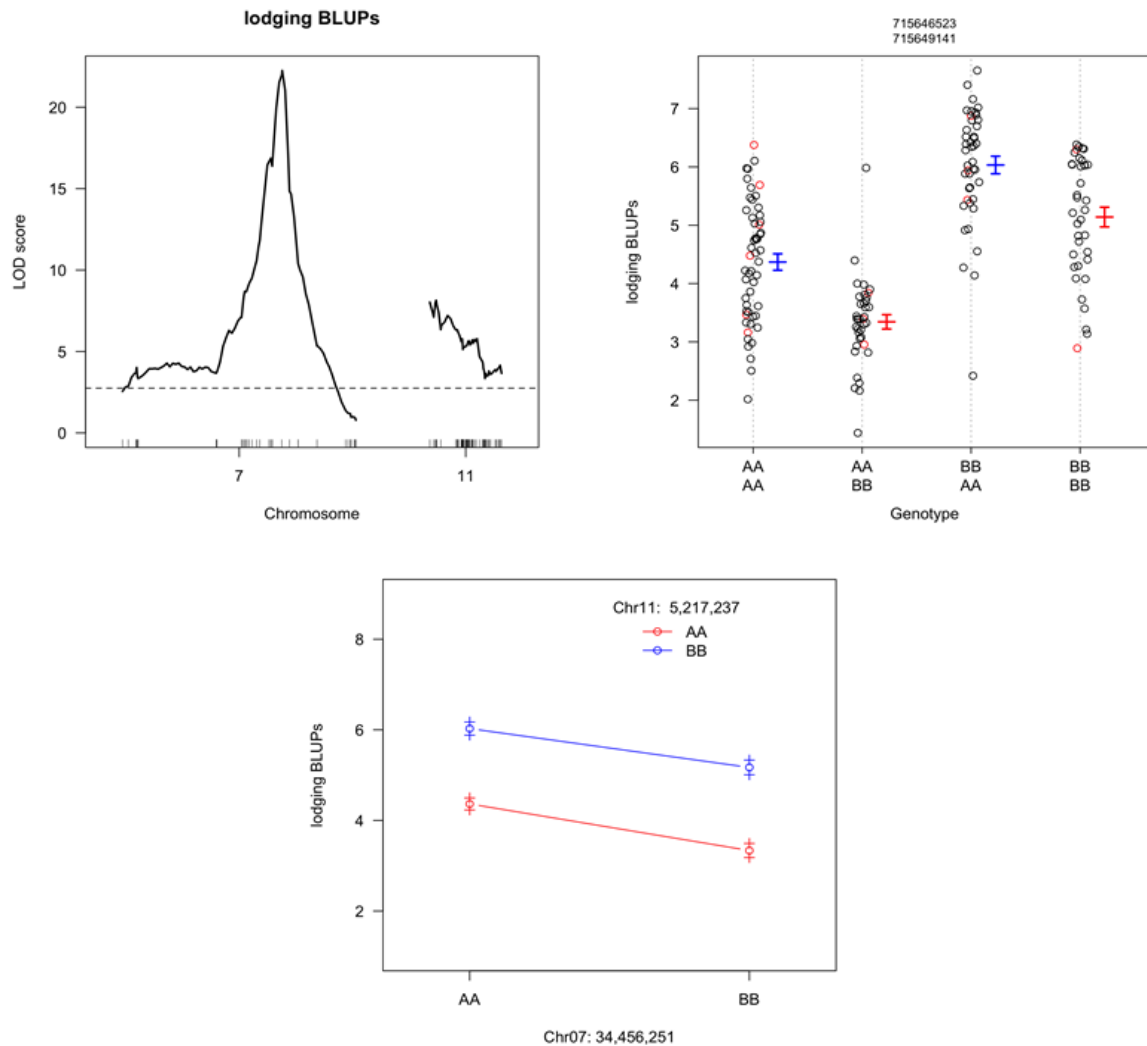 lodging BLUPs
LOD score
20
15
10
5
0
7
11
Chromosome
715646523
715649141
lodging BLUPs
7
6
5
4
3
2
AA
AA
BB
BB
AA
BB
AA
BB
Genotype
Chr11: 5,217,237
AA
BB
lodging BLUPs
8
6
4
2
AA
BB
Chr07: 34,456,251